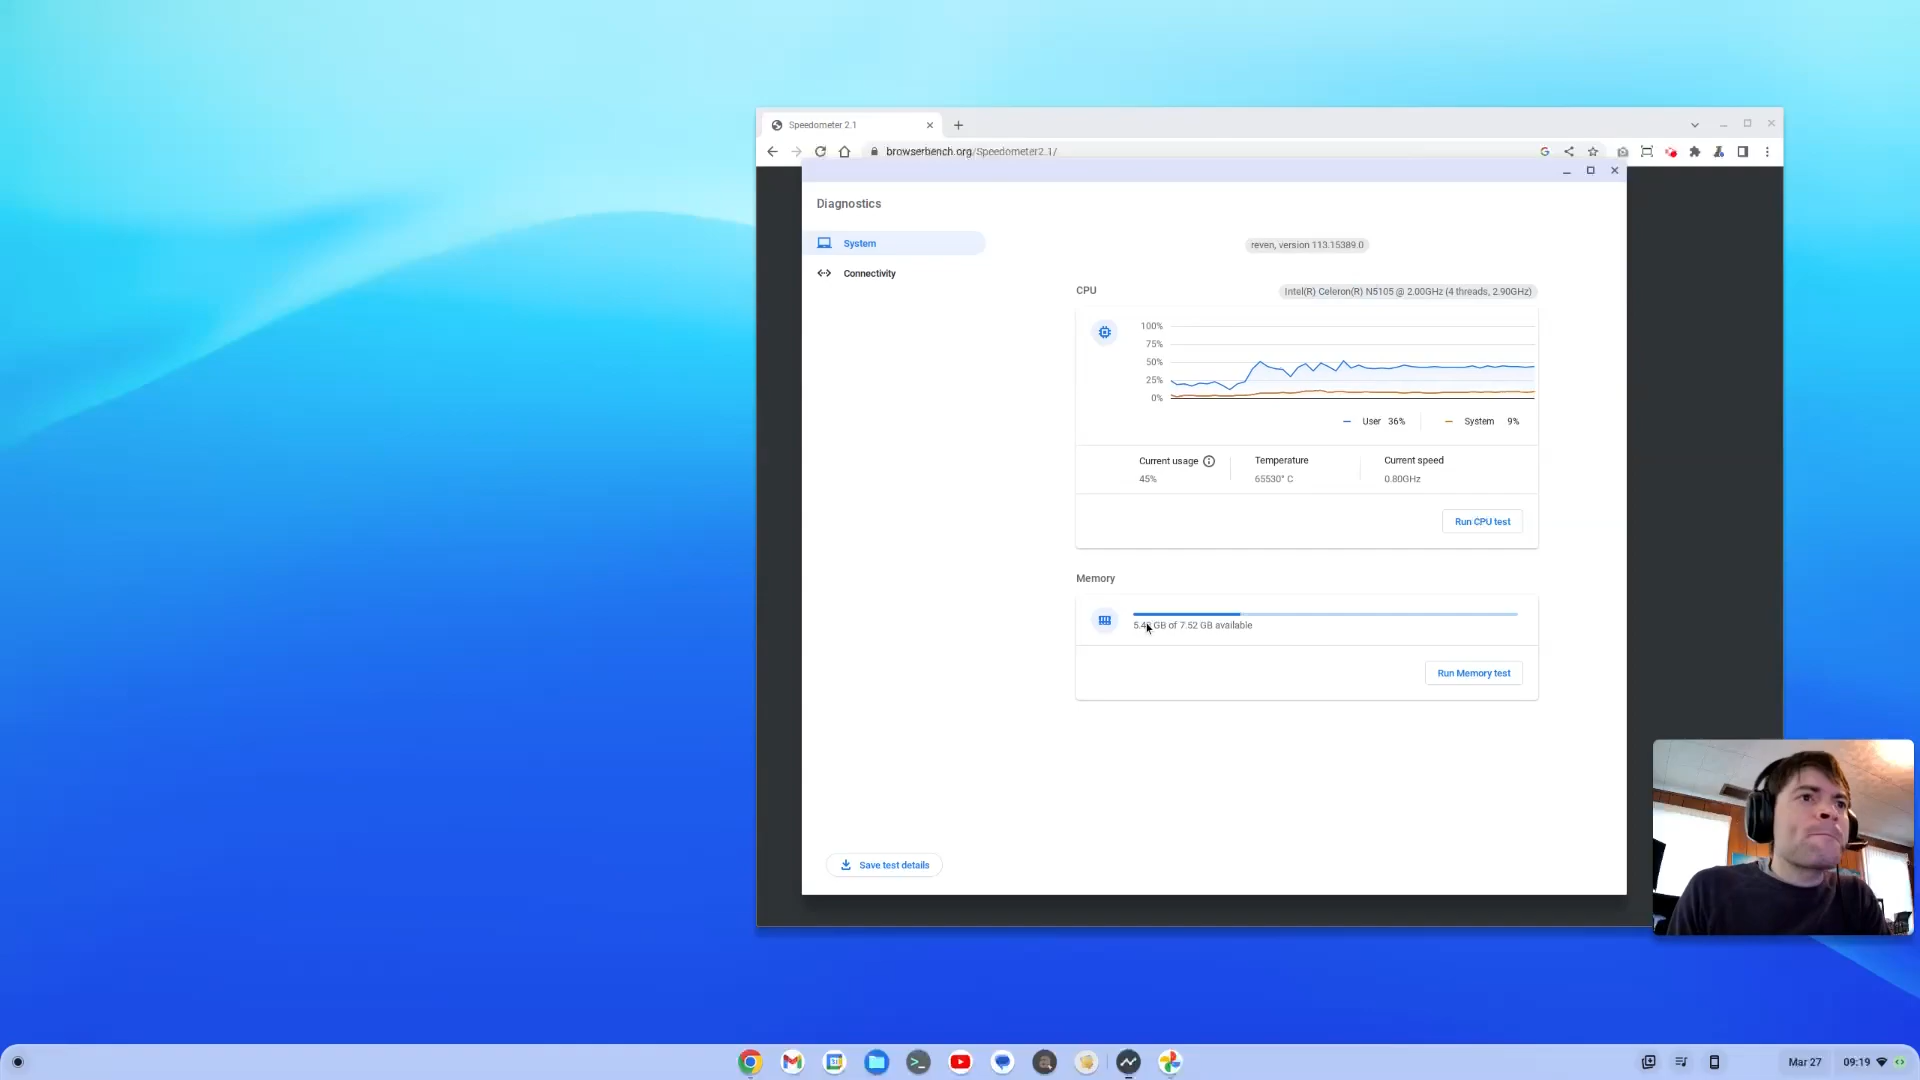 Speedometer 2.1
browserbench.org/Speedometer2.1/
Diagnostics
System
Connectivity
reven, version 113.15389.0
CPU
Intel(R) Celeron(R) N5105 @ 2.00GHz (4 threads, 2.90GHz)
100%
75%
50%
25%
0%
User 36%
System 9%
Current usage
45%
Temperature
65530° C
Current speed
0.80GHz
Run CPU test
Memory
GB of 7.52 GB available
Run Memory test
Save test details
Mar 27
09:19